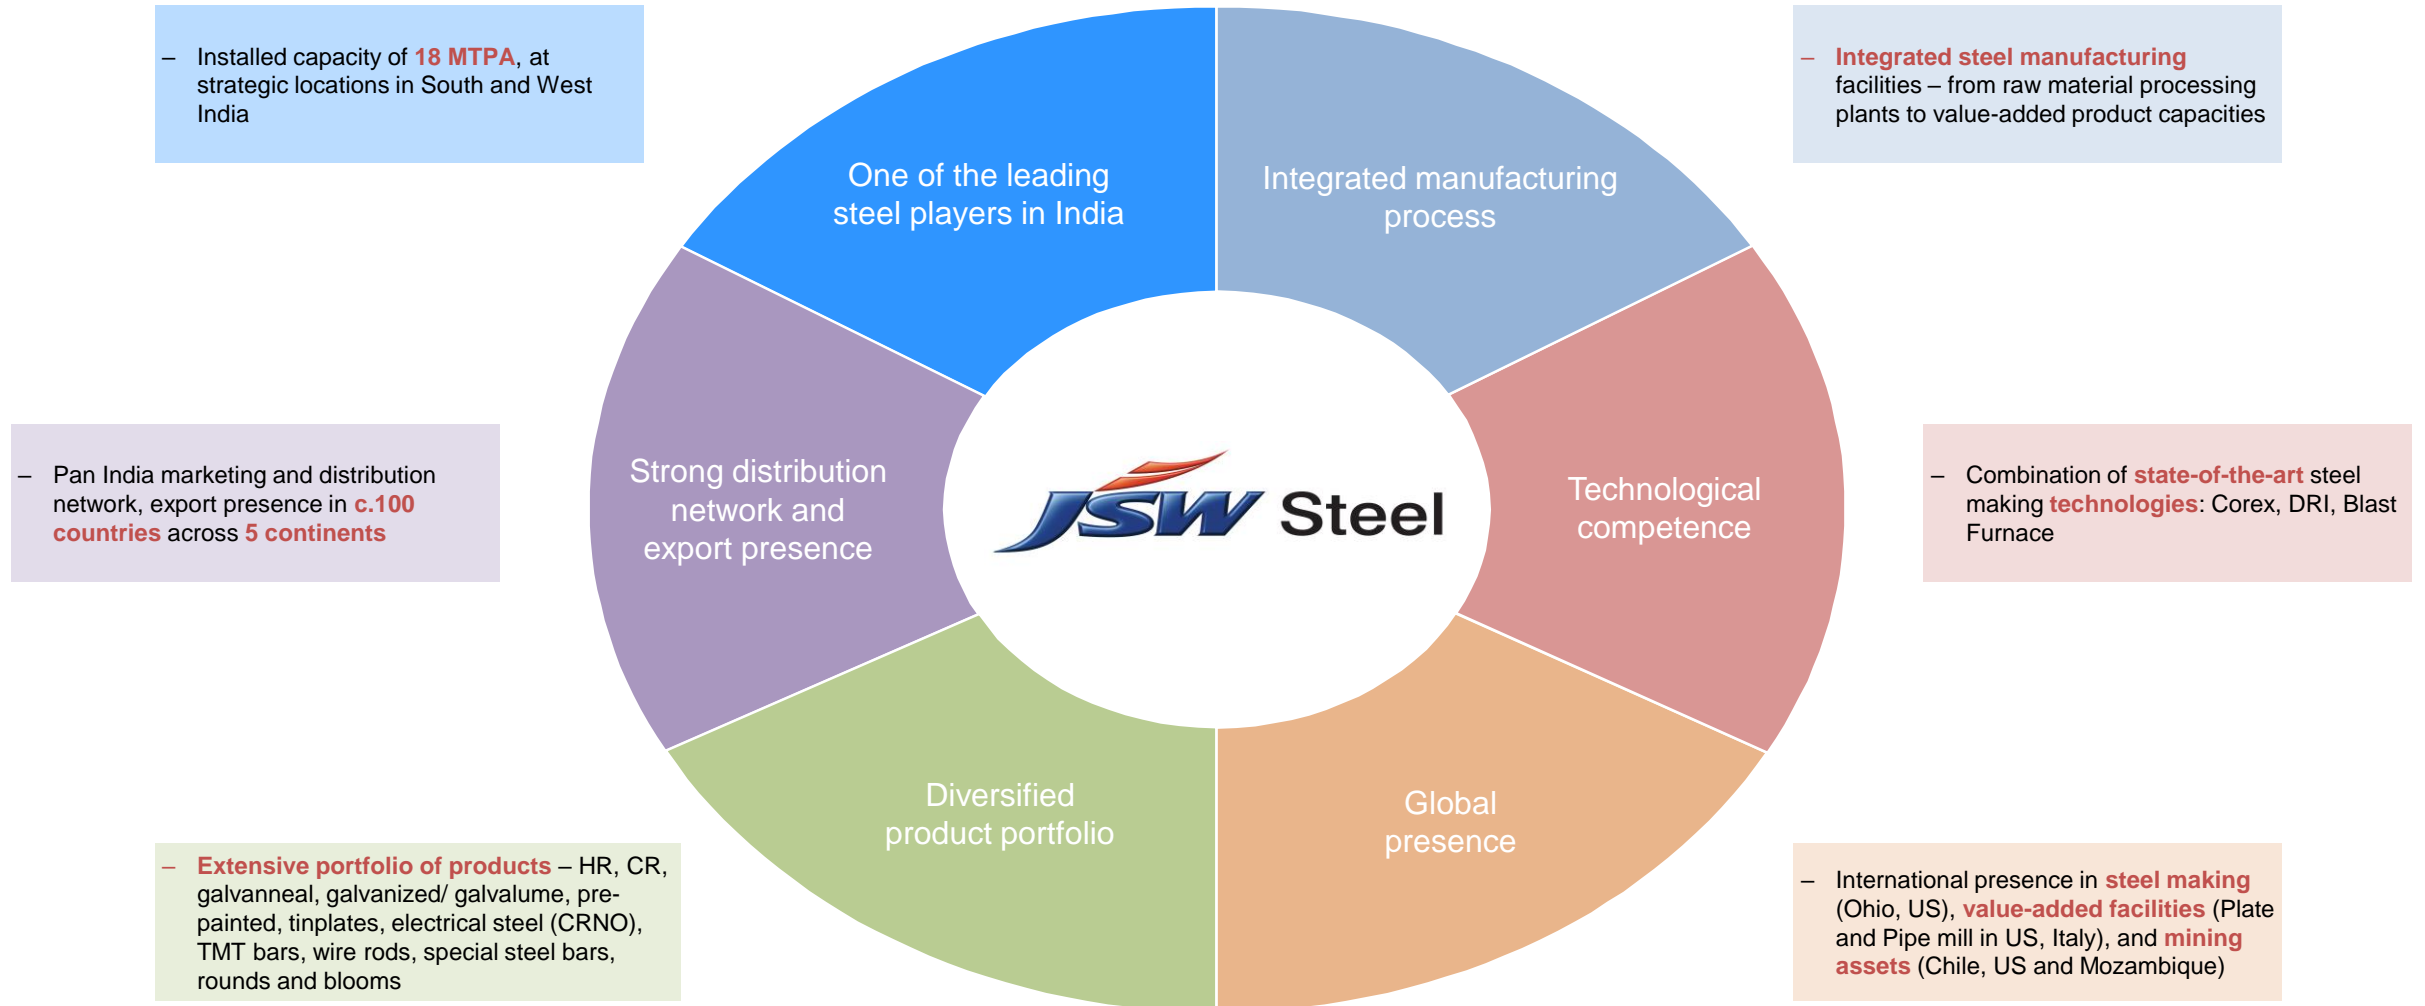 – Installed capacity of 18 MTPA, at
strategic locations in South and West
India
– Integrated steel manufacturing
facilities – from raw material processing
plants to value-added product capacities
One of the leading
steel players in India
Integrated manufacturing
process
– Pan India marketing and distribution
network, export presence in c.100
countries across 5 continents
Strong distribution
network and
export presence
JSW Steel
Technological
competence
– Combination of state-of-the-art steel
making technologies: Corex, DRI, Blast
Furnace
Diversified
product portfolio
Global
presence
– Extensive portfolio of products – HR, CR,
galvanneal, galvanized/ galvalume, pre-
painted, tinplates, electrical steel (CRNO),
TMT bars, wire rods, special steel bars,
rounds and blooms
– International presence in steel making
(Ohio, US), value-added facilities (Plate
and Pipe mill in US, Italy), and mining
assets (Chile, US and Mozambique)